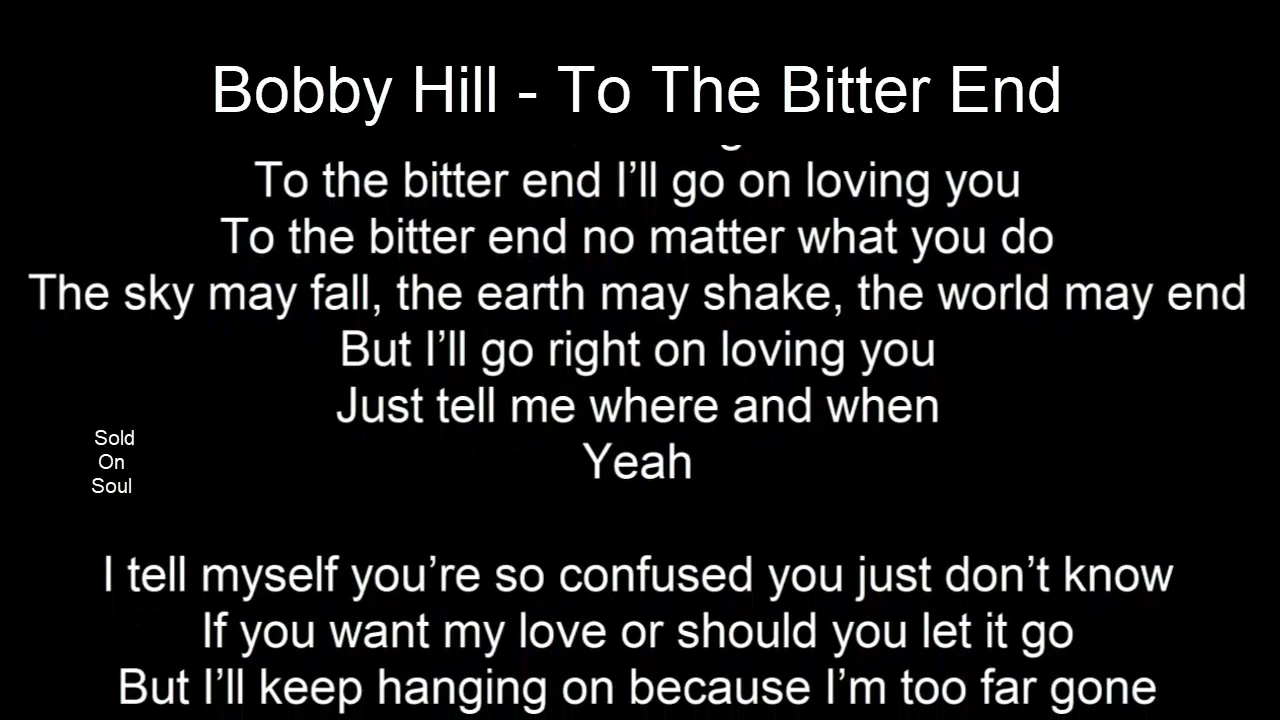 Bobby Hill - To The Bitter End
To the bitter end I’ll go on loving you
To the bitter end no matter what you do
The sky may fall, the earth may shake, the world may end
But I’ll go right on loving you
Just tell me where and when
Yeah
Sold
On
Soul
I tell myself you’re so confused you just don’t know
If you want my love or should you let it go
But I’ll keep hanging on because I’m too far gone